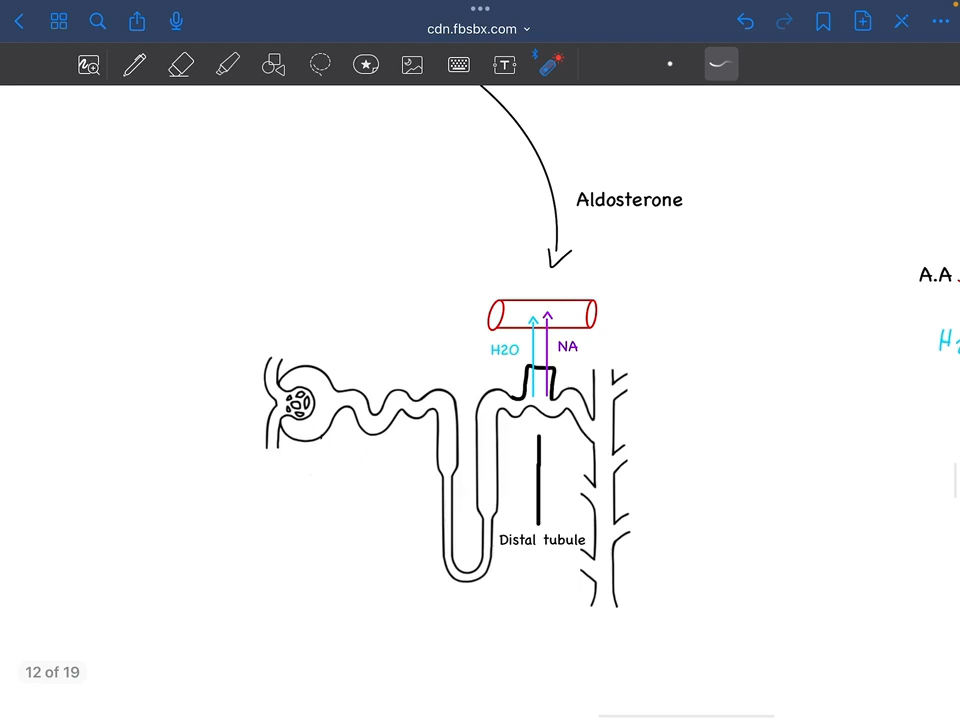 cdn.fbsbx.com
T
Aldosterone
A.A
H2O
NA
Distal tubule
12 of 19